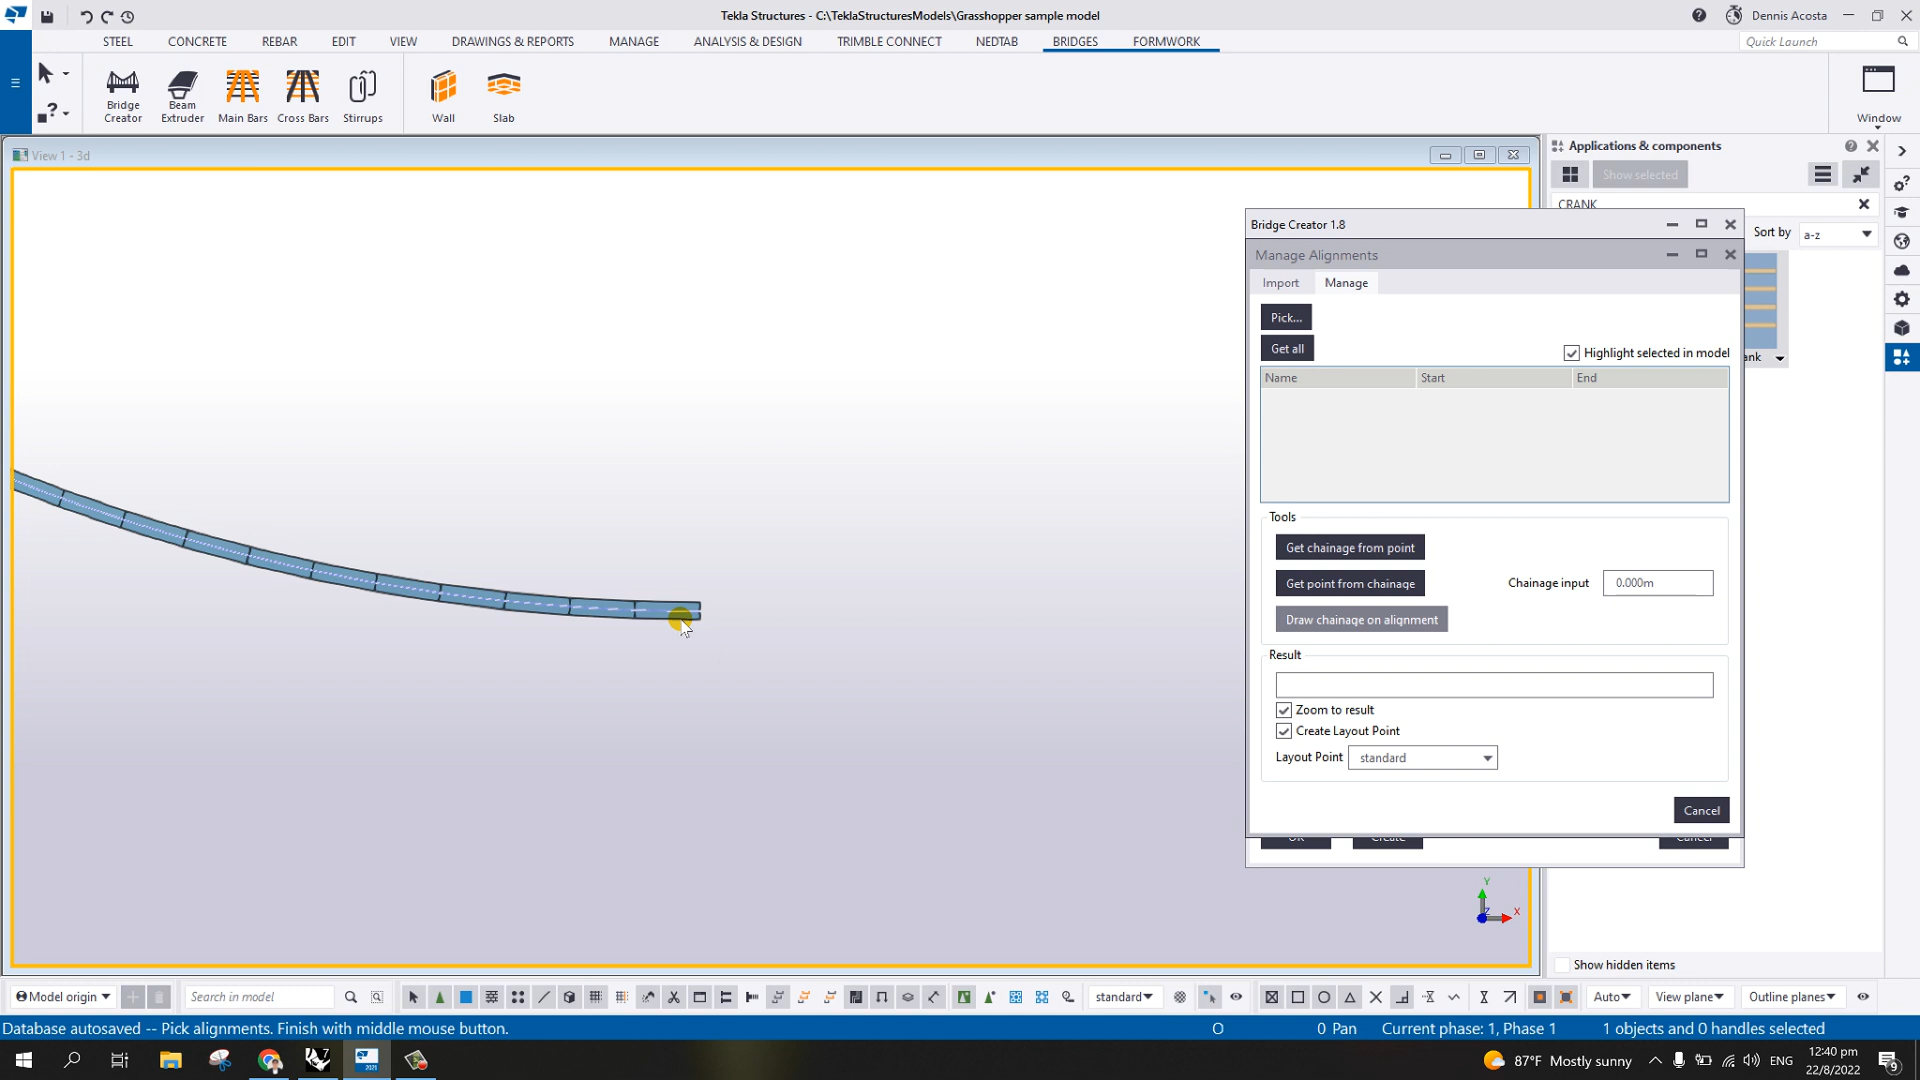 Tekla Structures - C:\TeklaStructuresModels\Grasshopper sample model
Dennis Acosta
STEEL CONCRETE REBAR EDIT VIEW DRAWINGS & REPORTS MANAGE ANALYSIS & DESIGN TRIMBLE CONNECT NEDTAB BRIDGES FORMWORK
Quick Launch
Bridge Creator
Beam Extruder
Main Bars
Cross Bars
Stirrups
Wall
Slab
Window
View 1 - 3d
Applications & components
Show selected
CRANK
Sort by a-z
ank
Bridge Creator 1.8
Manage Alignments
Import Manage
Pick...
Get all
Highlight selected in model
Name Start End
Tools
Get chainage from point
Get point from chainage
Chainage input 0.000m
Draw chainage on alignment
Result
Zoom to result
Create Layout Point
Layout Point standard
Cancel
OK Create Cancel
Y
X
Z
Show hidden items
Model origin
Search in model
standard
Auto
View plane
Outline planes
Database autosaved -- Pick alignments. Finish with middle mouse button.
O
0 Pan
Current phase: 1, Phase 1
1 objects and 0 handles selected
7
2021
87°F Mostly sunny
ENG
12:40 pm
22/8/2022
9